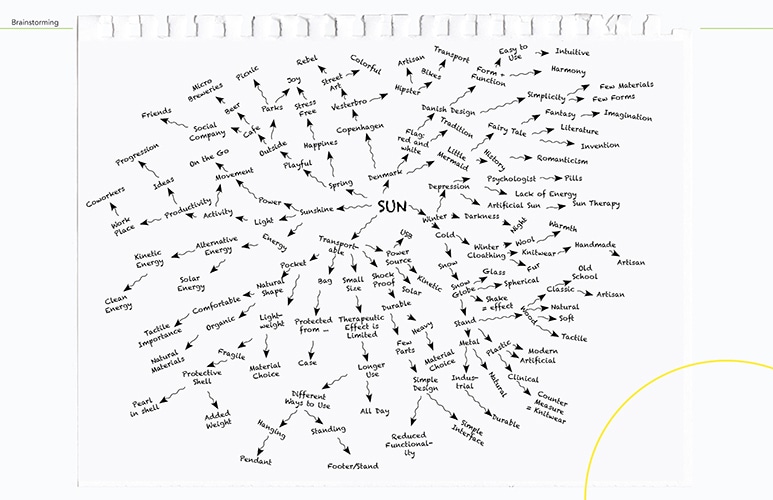 Brainstorming
Rebel
Colorful
Artisan
Transport
Easy to
Use
Intuitive
Micro
Breweries
Picnic
Joy
Street
Art
Bikes
Form +
Function
Harmony
Friends
Beer
Parks
Stress
Free
Vesterbro
Hipster
Danish Design
Simplicity
Few Materials
Few Forms
Social
Company
Cafe
Copenhagen
Flag:
red and
white
Tradition
Fairy Tale
Fantasy
Imagination
Literature
Invention
Progression
On the Go
Outside
Happines
Little
Mermaid
History
Romanticism
Coworkers
Ideas
Movement
Playful
Spring
Denmark
Depression
Psychologist
Pills
Lack of Energy
Artificial Sun
Sun Therapy
Work
Place
Productivity
Activity
Power
Light
Sunshine
SUN
Winter
Darkness
Night
Kinetic
Energy
Alternative
Energy
Energy
Transport-
able
USB
Power
Source
Cold
Winter
Cloathing
Wool
Warmth
Knitwear
Handmade
Artisan
Fur
Clean
Energy
Solar
Energy
Pocket
Bag
Small
Size
Shock
Proof
Solar
Kinetic
Snow
Snow
Globe
Glass
Spherical
Shake
= effect
Old
School
Classic
Artisan
Comfortable
Natural
Shape
Durable
Stand
Wood
Natural
Soft
Tactile
Tactile
Importance
Organic
Light-
weight
Protected
from ...
Therapeutic
Effect is
Limited
Few
Parts
Heavy
Metal
Plastic
Modern
Artificial
Natural
Materials
Fragile
Material
Choice
Case
Longer
Use
Material
Choice
Indus-
trial
Natural
Clinical
Counter
Measure
= Knitwear
Pearl
in shell
Protective
Shell
Added
Weight
Different
Ways to Use
All Day
Simple
Design
Durable
Hanging
Standing
Reduced
Functional-
ity
Simple
Interface
Pendant
Footer/Stand